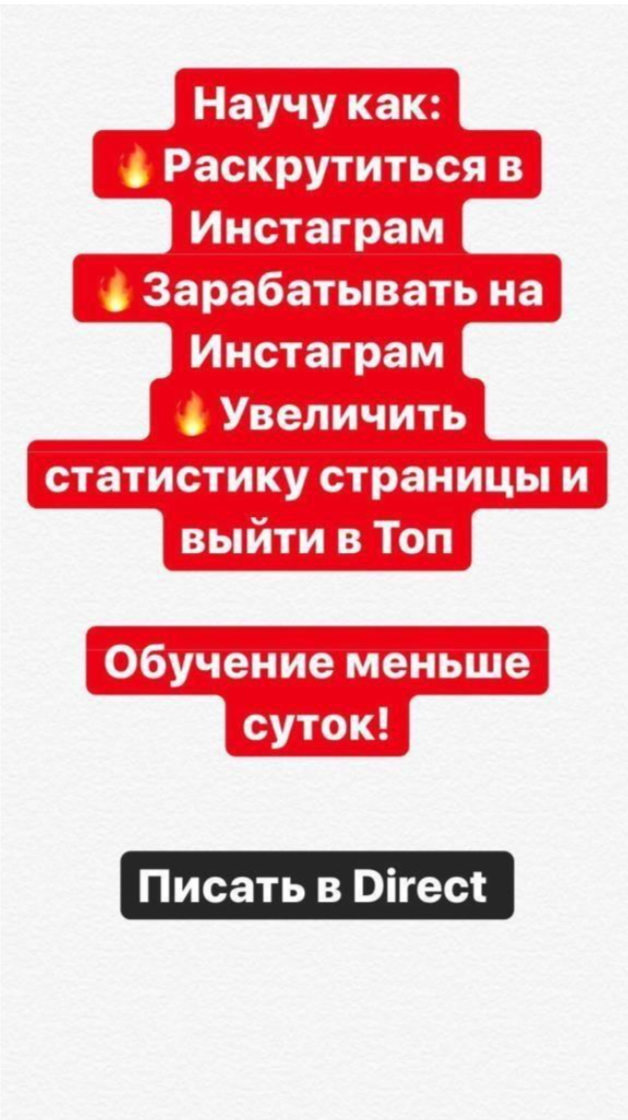 Научу как:
🔥Раскрутиться в
Инстаграм
🔥Зарабатывать на
Инстаграм
🔥Увеличить
статистику страницы и
выйти в Топ
Обучение меньше
суток!
Писать в Direct